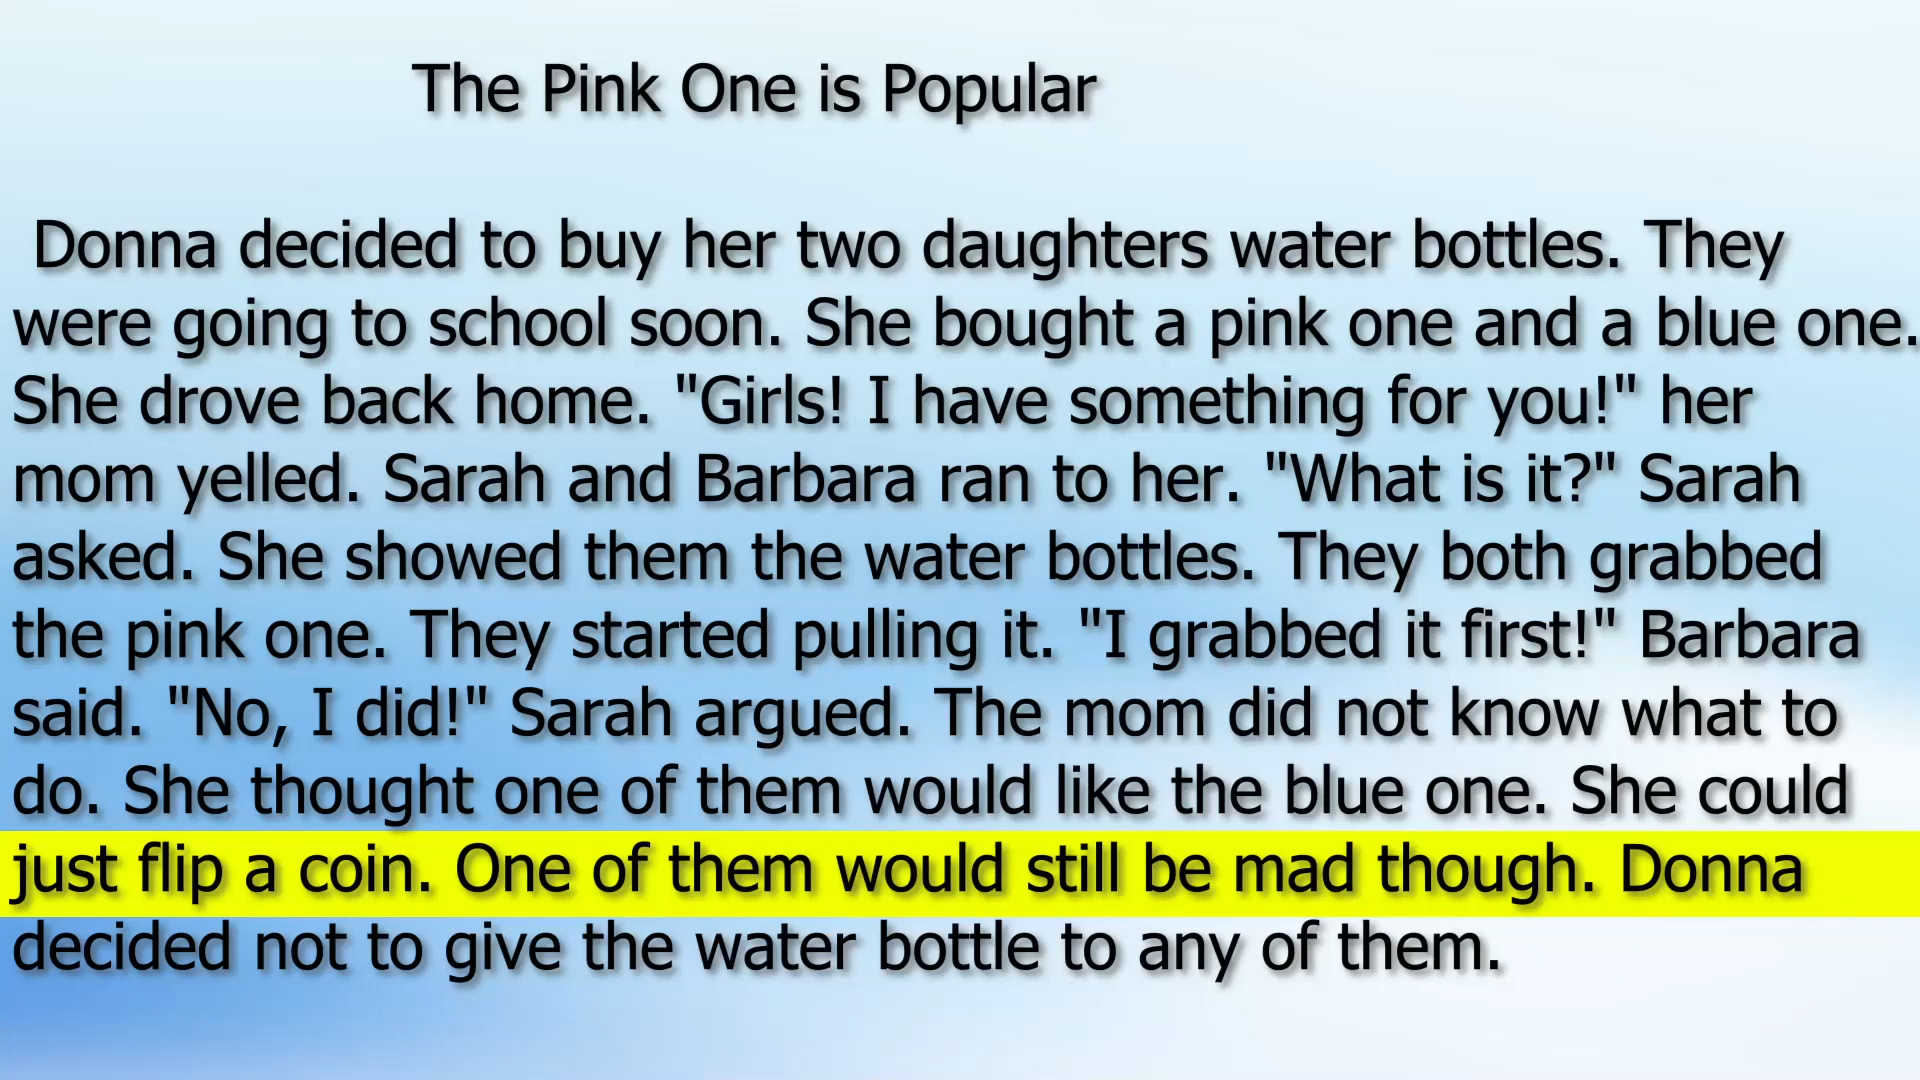 The Pink One is Popular
Donna decided to buy her two daughters water bottles. They
were going to school soon. She bought a pink one and a blue one.
She drove back home. "Girls! I have something for you!" her
mom yelled. Sarah and Barbara ran to her. "What is it?" Sarah
asked. She showed them the water bottles. They both grabbed
the pink one. They started pulling it. "I grabbed it first!" Barbara
said. "No, I did!" Sarah argued. The mom did not know what to
do. She thought one of them would like the blue one. She could
just flip a coin. One of them would still be mad though. Donna
decided not to give the water bottle to any of them.